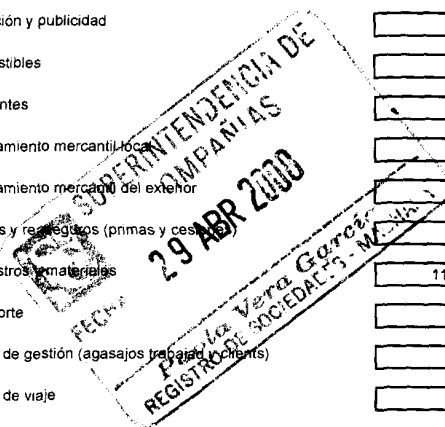 ción y publicidad
stibles
ntes
amiento mercantil local
amiento mercantil del exterior
s y reaseguros (primas y cesiones)
stros y materiales
11
orte
de gestión (agasajos trabajad y clients)
de viaje
SUPERINTENDENCIA DE
COMPAÑIAS
29 ABR 2000
FECHA
Paola Vera García
REGISTRO DE SOCIEDADES - MACHALA